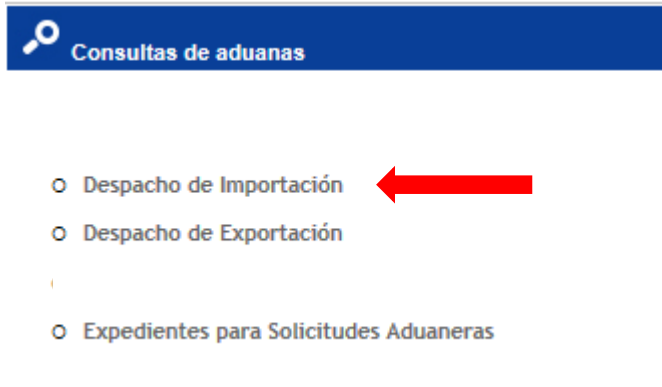 Consultas de aduanas
Despacho de Importación
Despacho de Exportación
Expedientes para Solicitudes Aduaneras